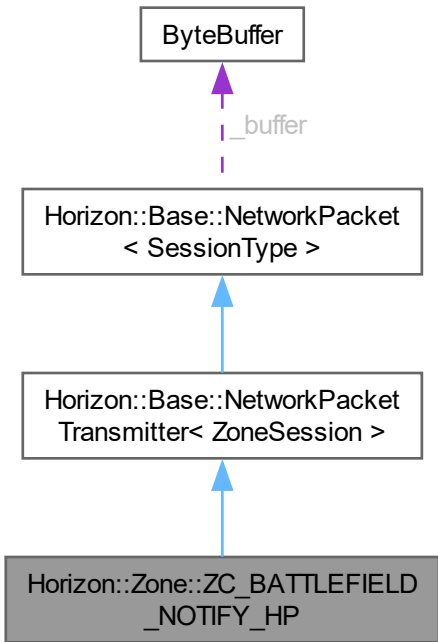 ByteBuffer
_buffer
Horizon::Base::NetworkPacket
< SessionType >
Horizon::Base::NetworkPacket
Transmitter< ZoneSession >
Horizon::Zone::ZC_BATTLEFIELD
_NOTIFY_HP